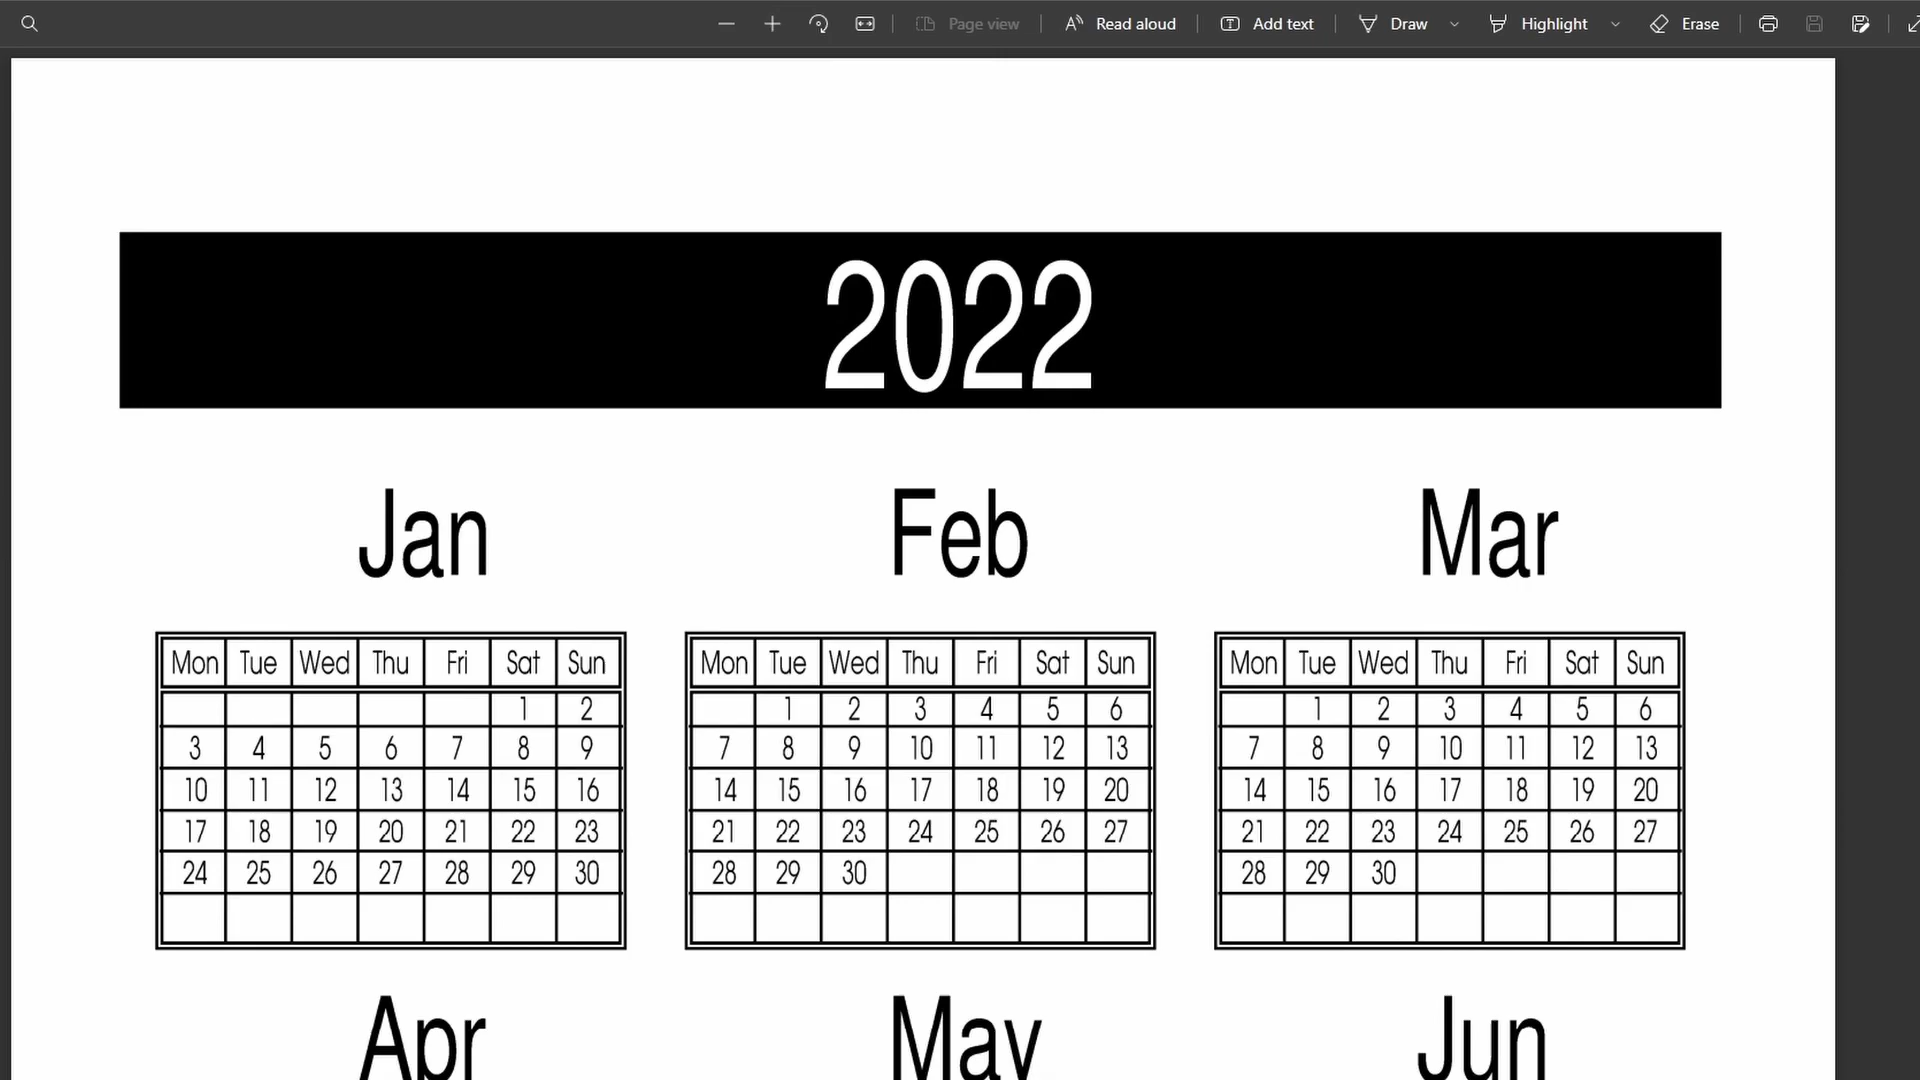 Page view Read aloud Add text Draw Highlight Erase
2022
Jan Feb Mar
Mon Tue Wed Thu Fri Sat Sun Mon Tue Wed Thu Fri Sat Sun Mon Tue Wed Thu Fri Sat Sun
1 2 1 2 3 4 5 6 1 2 3 4 5 6
3 4 5 6 7 8 9 7 8 9 10 11 12 13 7 8 9 10 11 12 13
10 11 12 13 14 15 16 14 15 16 17 18 19 20 14 15 16 17 18 19 20
17 18 19 20 21 22 23 21 22 23 24 25 26 27 21 22 23 24 25 26 27
24 25 26 27 28 29 30 28 29 30 28 29 30
Apr May Jun